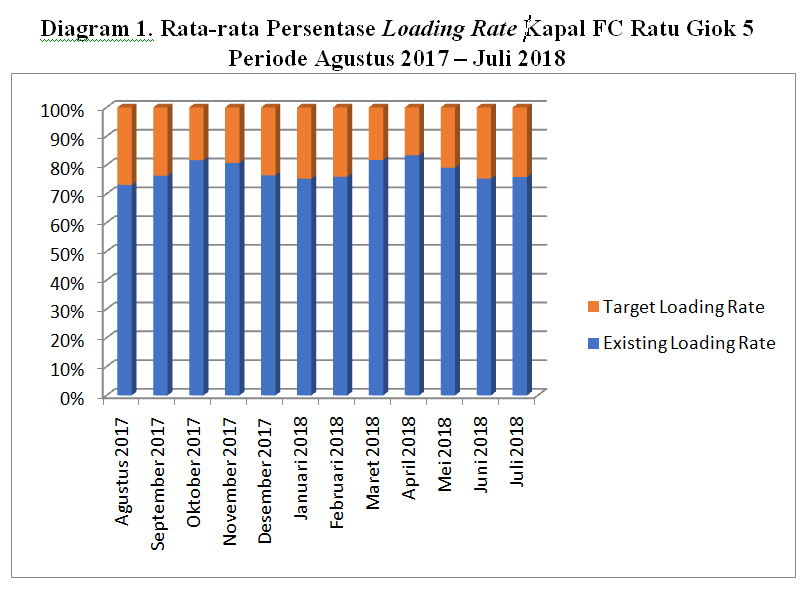 Diagram 1. Rata-rata Persentase Loading Rate Kapal FC Ratu Giok 5
Periode Agustus 2017 – Juli 2018
100%
90%
80%
70%
60%
50%
40%
30%
20%
10%
0%
Agustus 2017
September 2017
Oktober 2017
November 2017
Desember 2017
Januari 2018
Februari 2018
Maret 2018
April 2018
Mei 2018
Juni 2018
Juli 2018
Target Loading Rate
Existing Loading Rate